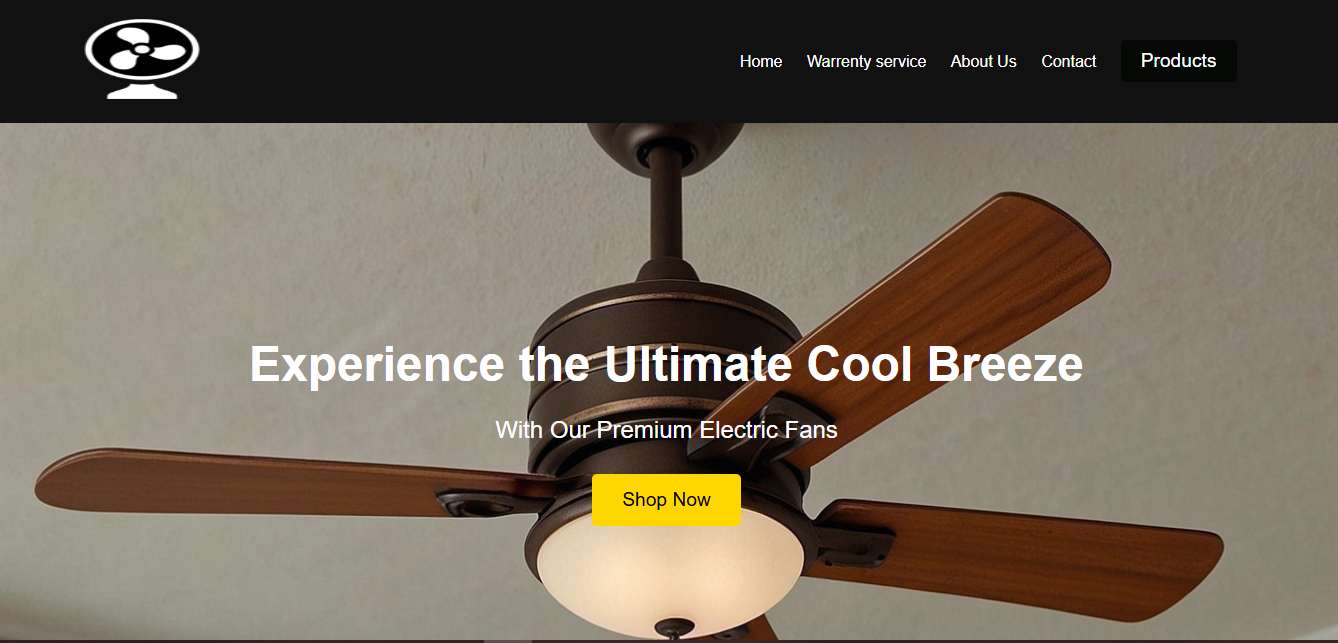 Home Warrenty service About Us Contact Products
Experience the Ultimate Cool Breeze
With Our Premium Electric Fans
Shop Now